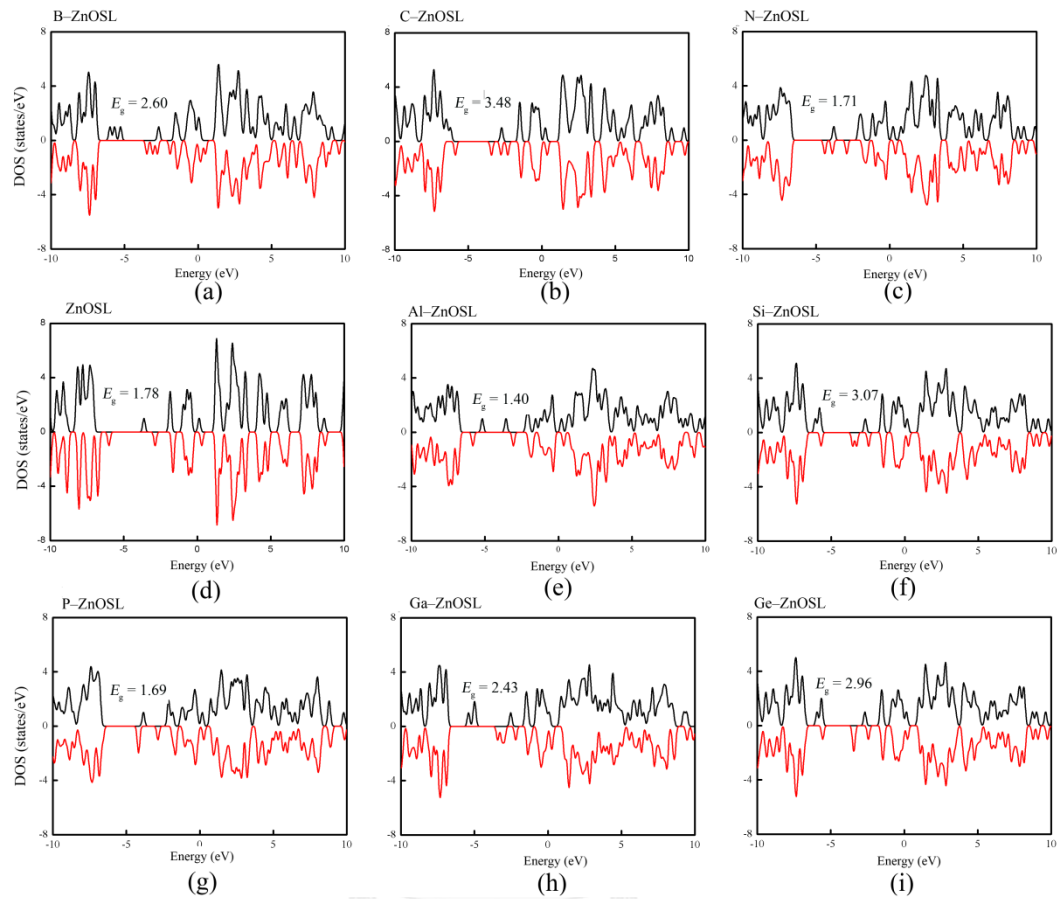 B–ZnOSL
C–ZnOSL
N–ZnOSL
8
4
0
-4
-8
DOS (states/eV)
Eg = 2.60
-10
-5
0
5
10
Energy (eV)
(a)
8
4
0
-4
-8
Eg = 3.48
-10
-5
0
5
10
Energy (eV)
(b)
8
4
0
-4
-8
Eg = 1.71
-10
-5
0
5
10
Energy (eV)
(c)
ZnOSL
Al–ZnOSL
Si–ZnOSL
8
4
0
-4
-8
DOS (states/eV)
Eg = 1.78
-10
-5
0
5
10
Energy (eV)
(d)
8
4
0
-4
-8
Eg = 1.40
-10
-5
0
5
10
Energy (eV)
(e)
8
4
0
-4
-8
Eg = 3.07
-10
-5
0
5
10
Energy (eV)
(f)
P–ZnOSL
Ga–ZnOSL
Ge–ZnOSL
8
4
0
-4
-8
DOS (states/eV)
Eg = 1.69
-10
-5
0
5
10
Energy (eV)
(g)
8
4
0
-4
-8
Eg = 2.43
-10
-5
0
5
10
Energy (eV)
(h)
8
4
0
-4
-8
Eg = 2.96
-10
-5
0
5
10
Energy (eV)
(i)